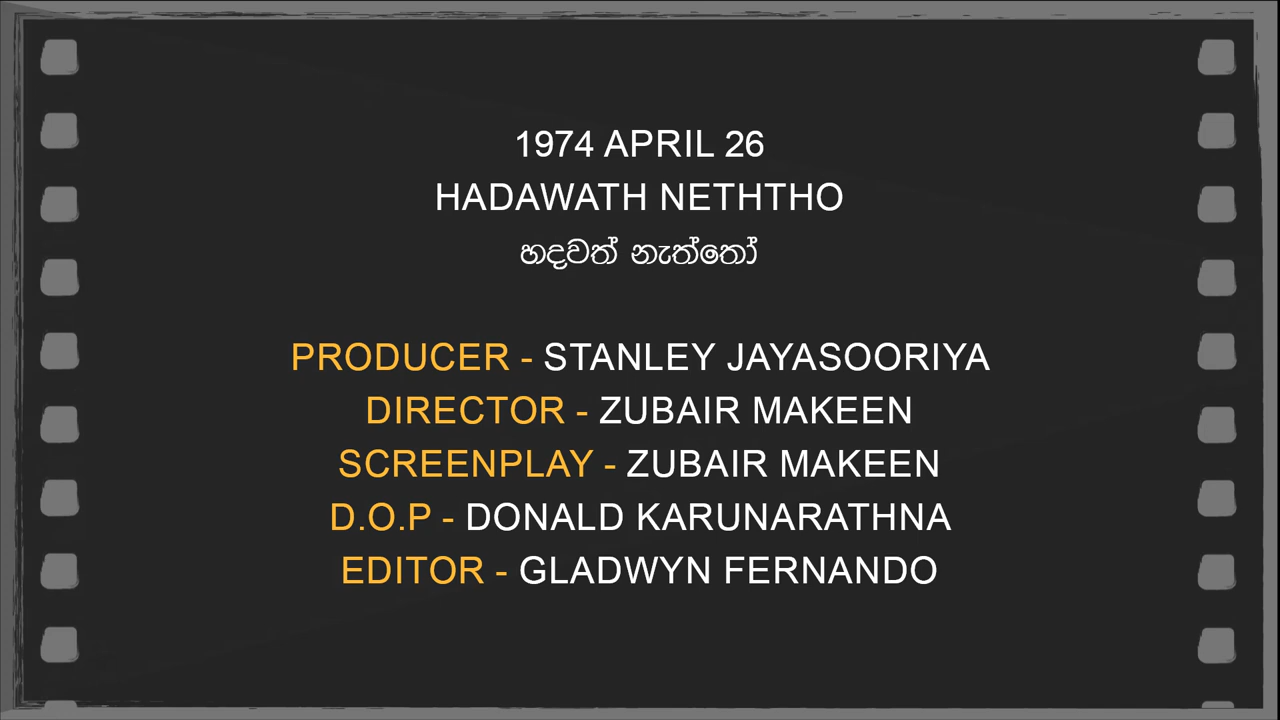 1974 APRIL 26
HADAWATH NETHTHO
හදවත් නැත්තෝ
PRODUCER - STANLEY JAYASOORIYA
DIRECTOR - ZUBAIR MAKEEN
SCREENPLAY - ZUBAIR MAKEEN
D.O.P - DONALD KARUNARATHNA
EDITOR - GLADWYN FERNANDO